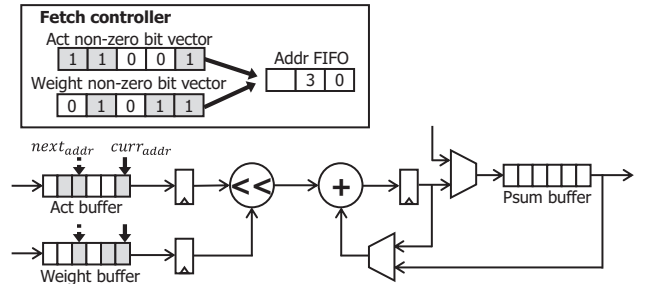 Fetch controller
Act non-zero bit vector
1 1 0 0 1
Addr FIFO
3 0
Weight non-zero bit vector
0 1 0 1 1
next_addr curr_addr
<< +
Act buffer
Psum buffer
Weight buffer